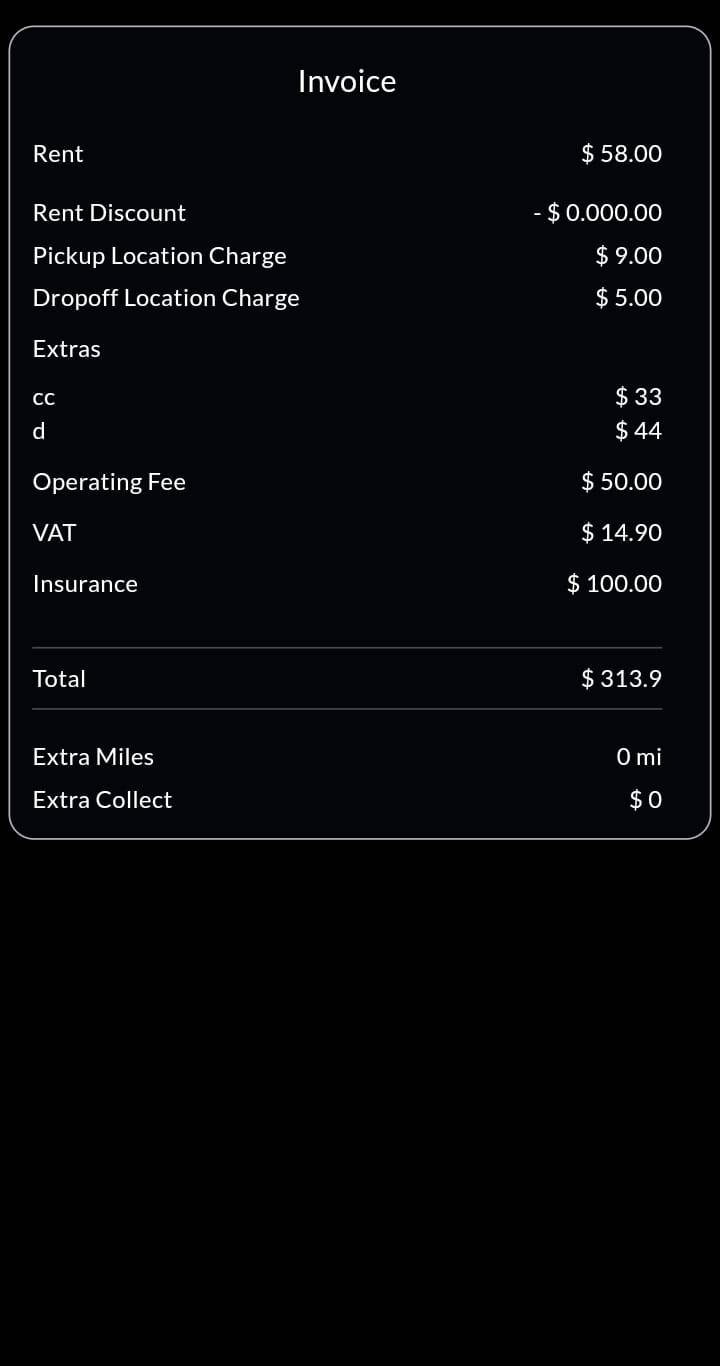 Invoice
Rent $ 58.00
Rent Discount - $ 0.000.00
Pickup Location Charge $ 9.00
Dropoff Location Charge $ 5.00
Extras
cc $ 33
d $ 44
Operating Fee $ 50.00
VAT $ 14.90
Insurance $ 100.00
Total $ 313.9
Extra Miles 0 mi
Extra Collect $ 0